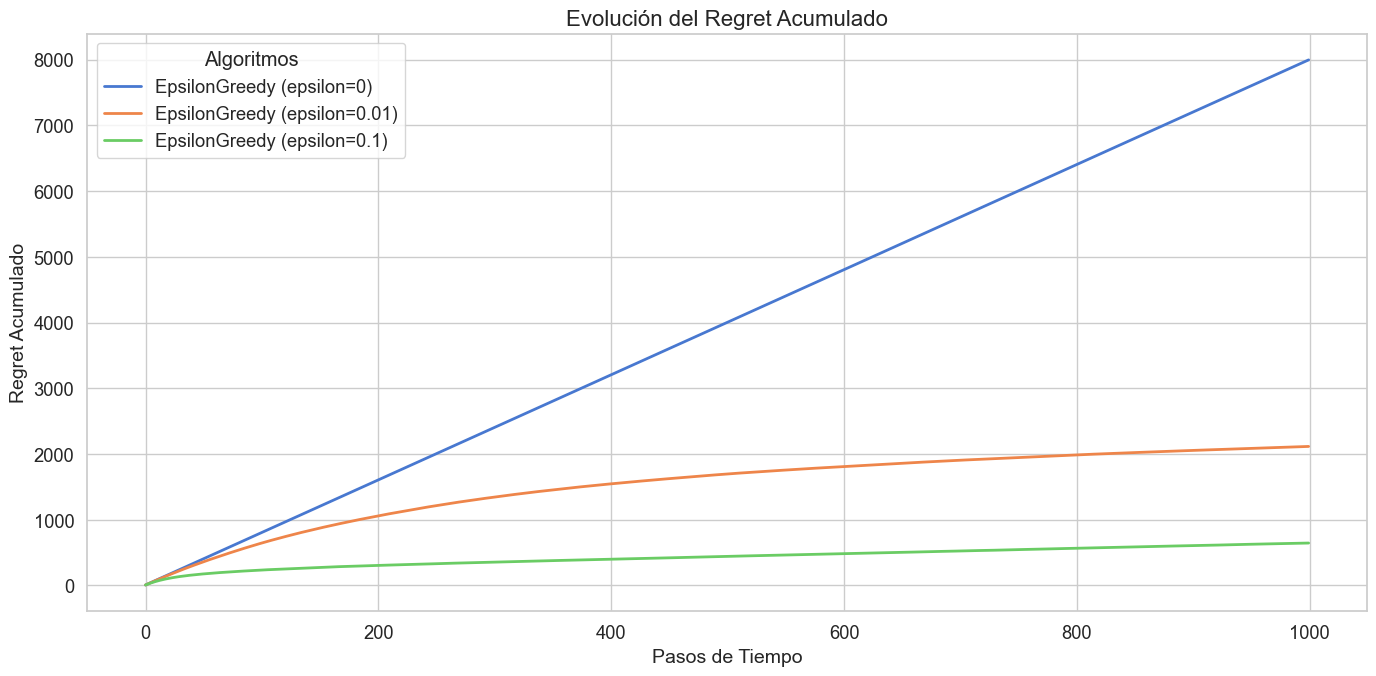 Evolución del Regret Acumulado
Algoritmos
EpsilonGreedy (epsilon=0)
EpsilonGreedy (epsilon=0.01)
EpsilonGreedy (epsilon=0.1)
Regret Acumulado
8000
7000
6000
5000
4000
3000
2000
1000
0
0 200 400 600 800 1000
Pasos de Tiempo